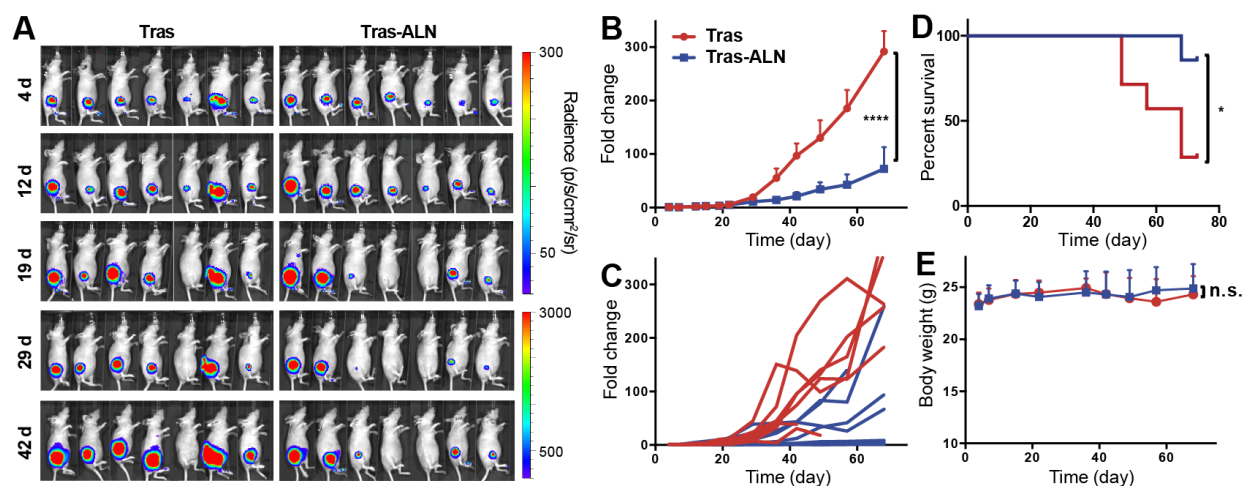 A
Tras
Tras-ALN
4 d
12 d
19 d
29 d
42 d
300
50
3000
500
Radience (p/s/cmm²/sr)
B
Tras
Tras-ALN
Fold change
300
200
100
0
0
20
40
60
****
Time (day)
C
Fold change
300
200
100
0
0
20
40
60
Time (day)
D
Percent survival
100
50
0
0
20
40
60
80
*
Time (day)
E
Body weight (g)
25
20
15
10
0
20
40
60
n.s.
Time (day)